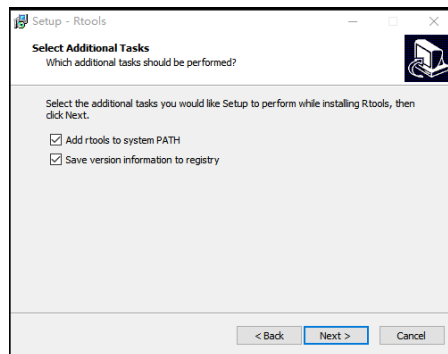 Setup - Rtools
Select Additional Tasks
Which additional tasks should be performed?
Select the additional tasks you would like Setup to perform while installing Rtools, then
click Next.
Add rtools to system PATH
Save version information to registry
< Back
Next >
Cancel